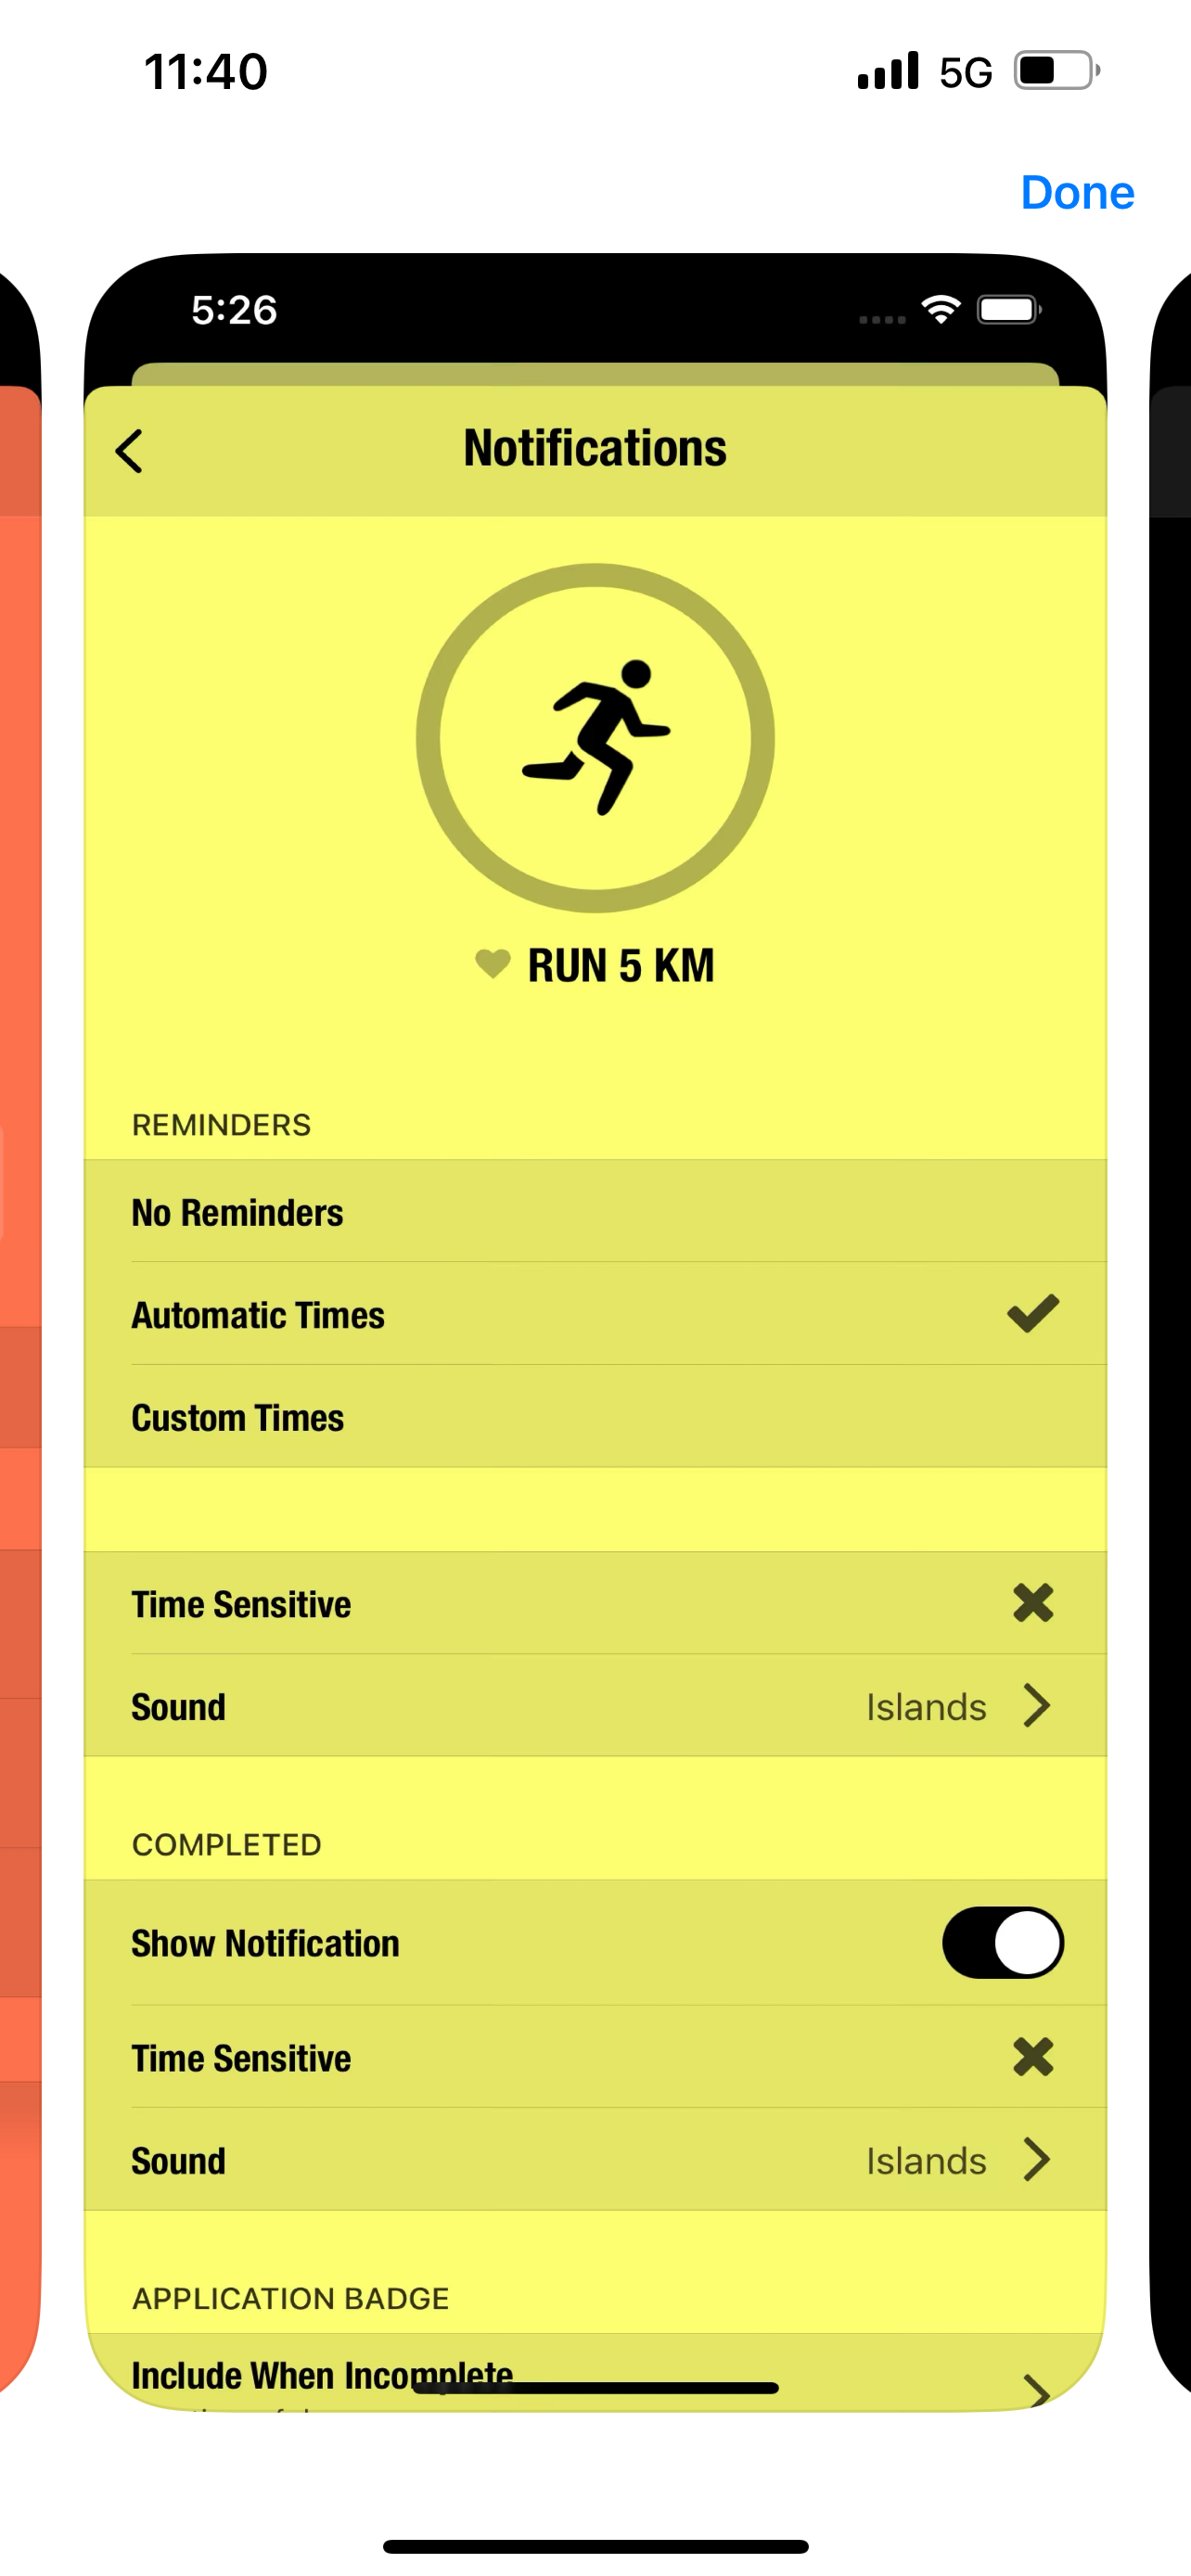 11:40
5G
Done
5:26
Notifications
RUN 5 KM
REMINDERS
No Reminders
Automatic Times
Custom Times
Time Sensitive
Sound Islands
COMPLETED
Show Notification
Time Sensitive
Sound Islands
APPLICATION BADGE
Include When Incomplete